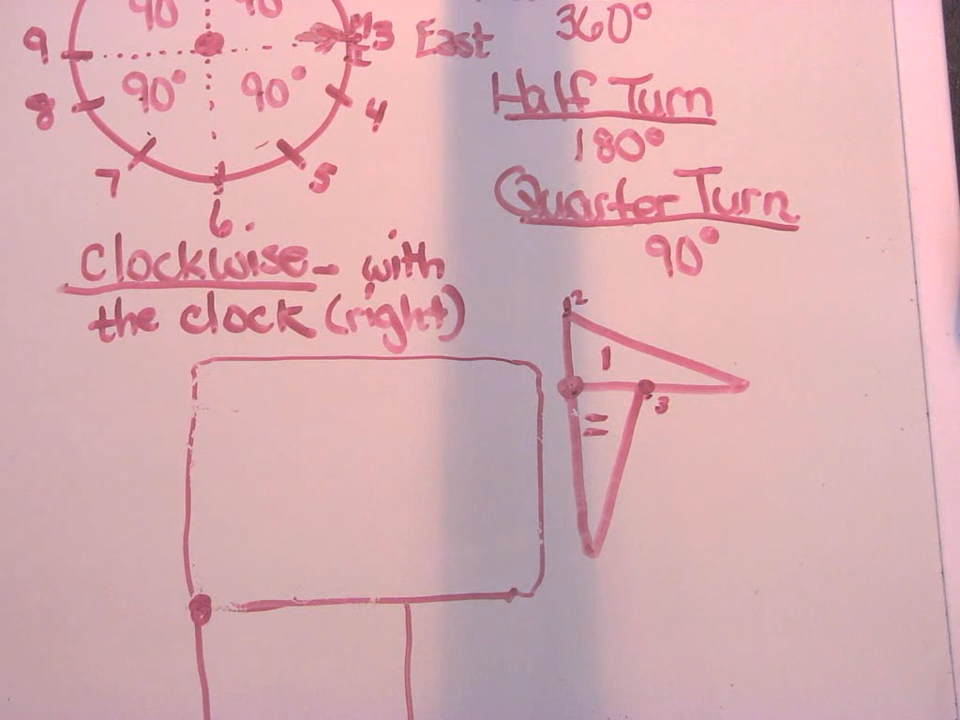 90° 90°
9 3 East
360°
90° 90°
8 4
Half Turn
180°
7 5
6.
Quarter Turn
90°
Clockwise - with
the clock (right)
2
1
3